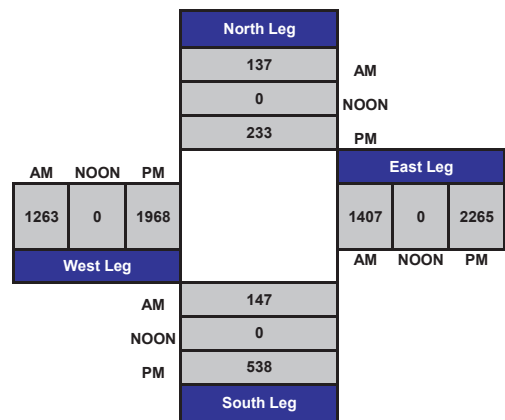 North Leg
137 AM
0 NOON
233 PM
East Leg
AM NOON PM
1263 0 1968
1407 0 2265
West Leg
AM NOON PM
AM 147
NOON 0
PM 538
South Leg